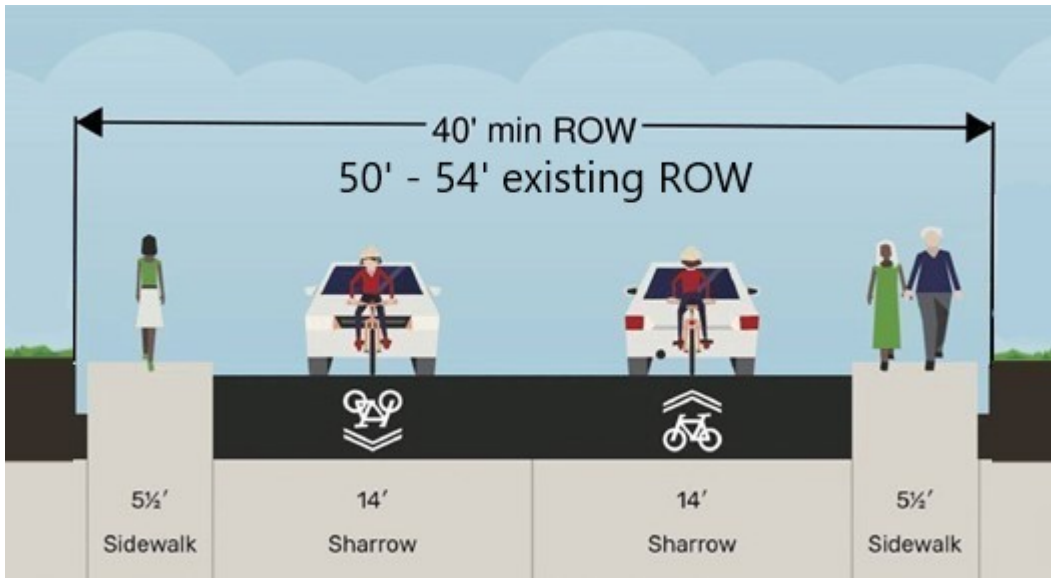 40' min ROW
50' - 54' existing ROW
5½′ 14′ 14′ 5½′
Sidewalk Sharrow Sharrow Sidewalk